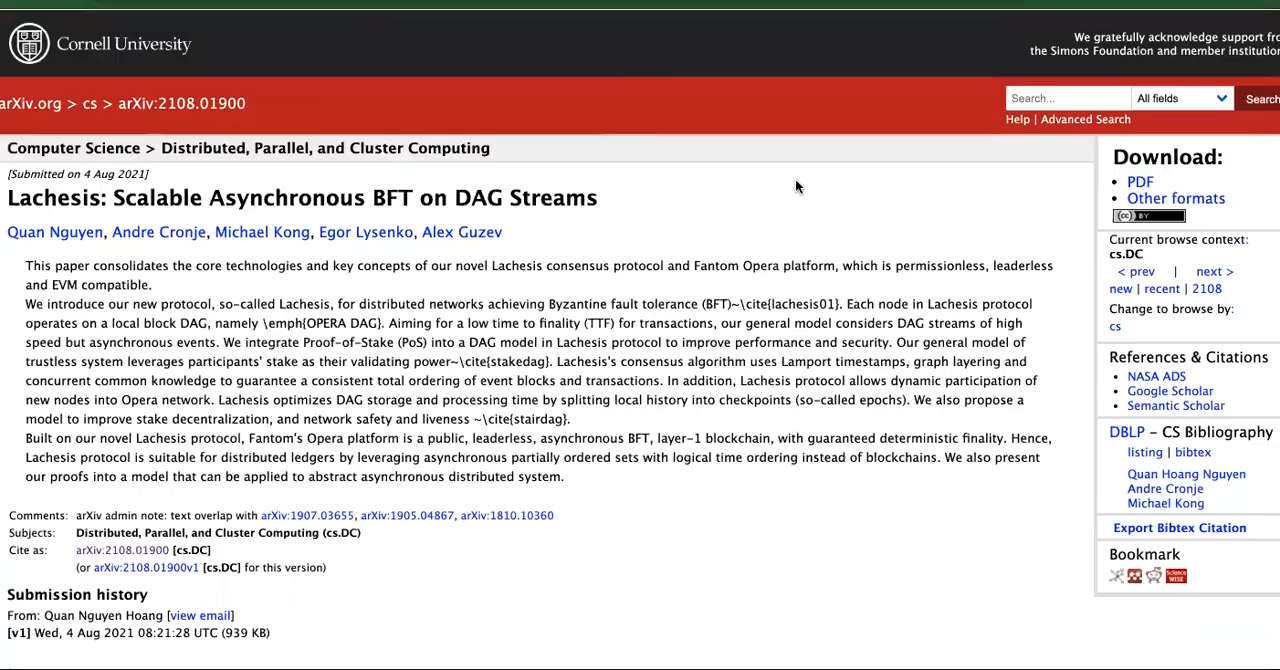 Cornell University
We gratefully acknowledge support fro
the Simons Foundation and member institution
arXiv.org > cs > arXiv:2108.01900
Search...
All fields
Search
Help | Advanced Search
Computer Science > Distributed, Parallel, and Cluster Computing
[Submitted on 4 Aug 2021]
Lachesis: Scalable Asynchronous BFT on DAG Streams
Quan Nguyen, Andre Cronje, Michael Kong, Egor Lysenko, Alex Guzev
This paper consolidates the core technologies and key concepts of our novel Lachesis consensus protocol and Fantom Opera platform, which is permissionless, leaderless
and EVM compatible.
We introduce our new protocol, so-called Lachesis, for distributed networks achieving Byzantine fault tolerance (BFT)~\cite{lachesis01}. Each node in Lachesis protocol
operates on a local block DAG, namely \emph{OPERA DAG}. Aiming for a low time to finality (TTF) for transactions, our general model considers DAG streams of high
speed but asynchronous events. We integrate Proof-of-Stake (PoS) into a DAG model in Lachesis protocol to improve performance and security. Our general model of
trustless system leverages participants' stake as their validating power~\cite{stakedag}. Lachesis's consensus algorithm uses Lamport timestamps, graph layering and
concurrent common knowledge to guarantee a consistent total ordering of event blocks and transactions. In addition, Lachesis protocol allows dynamic participation of
new nodes into Opera network. Lachesis optimizes DAG storage and processing time by splitting local history into checkpoints (so-called epochs). We also propose a
model to improve stake decentralization, and network safety and liveness ~\cite{stairdag}.
Built on our novel Lachesis protocol, Fantom's Opera platform is a public, leaderless, asynchronous BFT, layer-1 blockchain, with guaranteed deterministic finality. Hence,
Lachesis protocol is suitable for distributed ledgers by leveraging asynchronous partially ordered sets with logical time ordering instead of blockchains. We also present
our proofs into a model that can be applied to abstract asynchronous distributed system.
Comments: arXiv admin note: text overlap with arXiv:1907.03655, arXiv:1905.04867, arXiv:1810.10360
Subjects: Distributed, Parallel, and Cluster Computing (cs.DC)
Cite as: arXiv:2108.01900 [cs.DC]
(or arXiv:2108.01900v1 [cs.DC] for this version)
Submission history
From: Quan Nguyen Hoang [view email]
[v1] Wed, 4 Aug 2021 08:21:28 UTC (939 KB)
Download:
• PDF
• Other formats
(cc) BY
Current browse context:
cs.DC
< prev | next >
new | recent | 2108
Change to browse by:
cs
References & Citations
• NASA ADS
• Google Scholar
• Semantic Scholar
DBLP - CS Bibliography
listing | bibtex
Quan Hoang Nguyen
Andre Cronje
Michael Kong
Export Bibtex Citation
Bookmark
Science
WISE